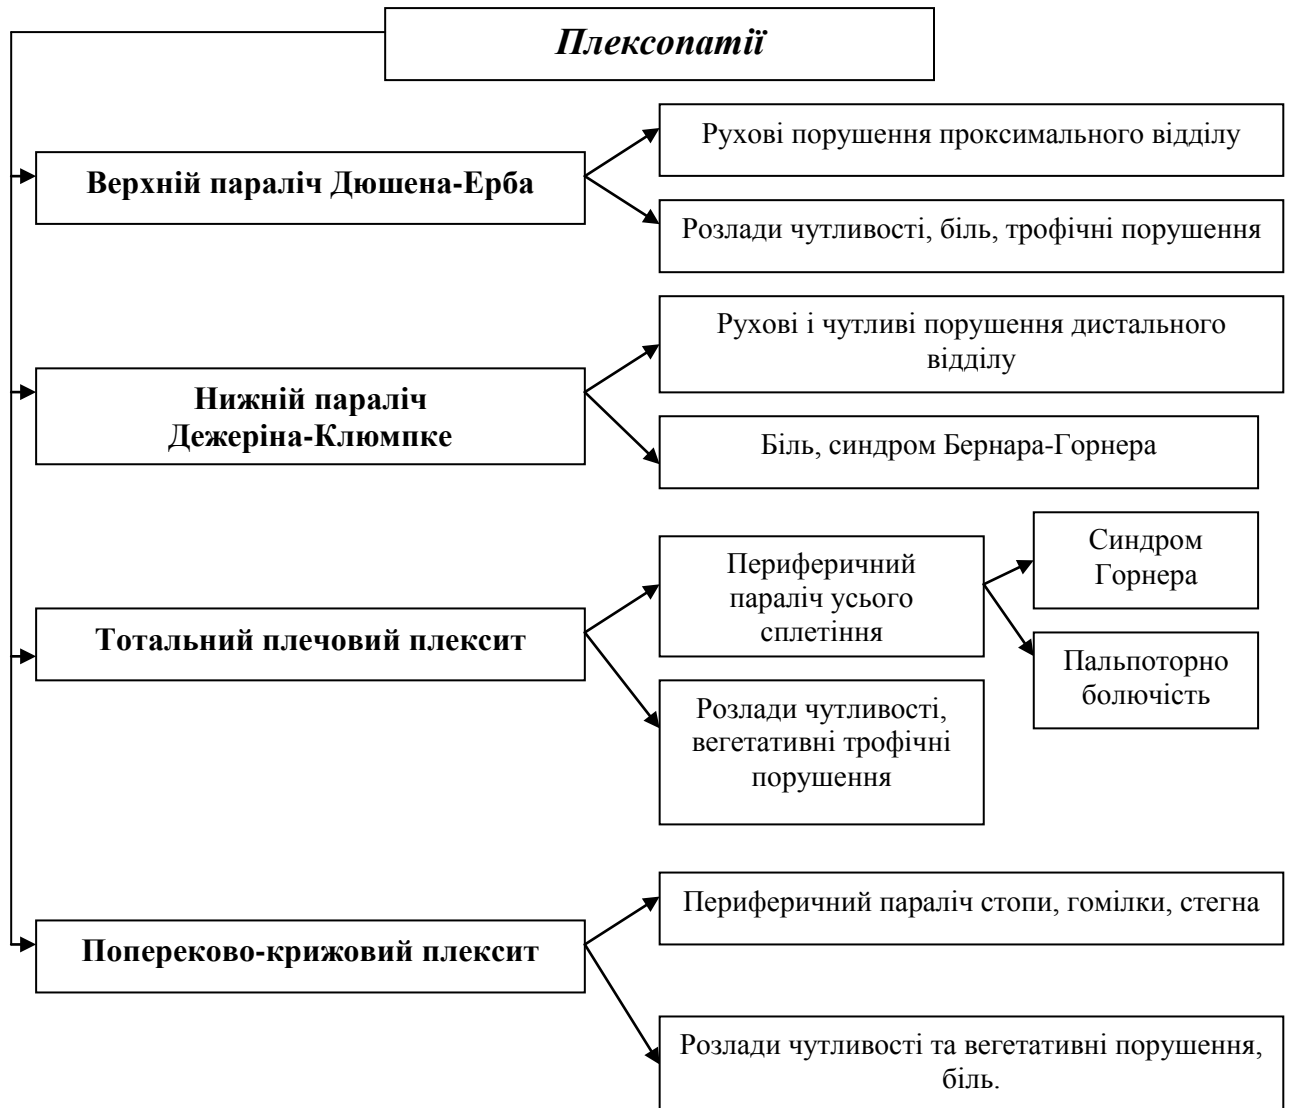 Плексопатії
Рухові порушення проксимального відділу
Верхній параліч Дюшена-Ерба
Розлади чутливості, біль, трофічні порушення
Рухові і чутливі порушення дистального
відділу
Нижній параліч
Дежеріна-Клюмпке
Біль, синдром Бернара-Горнера
Синдром
Горнера
Периферичний
параліч усього
сплетіння
Тотальний плечовий плексит
Пальпоторно
болючість
Розлади чутливості,
вегетативні трофічні
порушення
Периферичний параліч стопи, гомілки, стегна
Попереково-крижовий плексит
Розлади чутливості та вегетативні порушення,
біль.